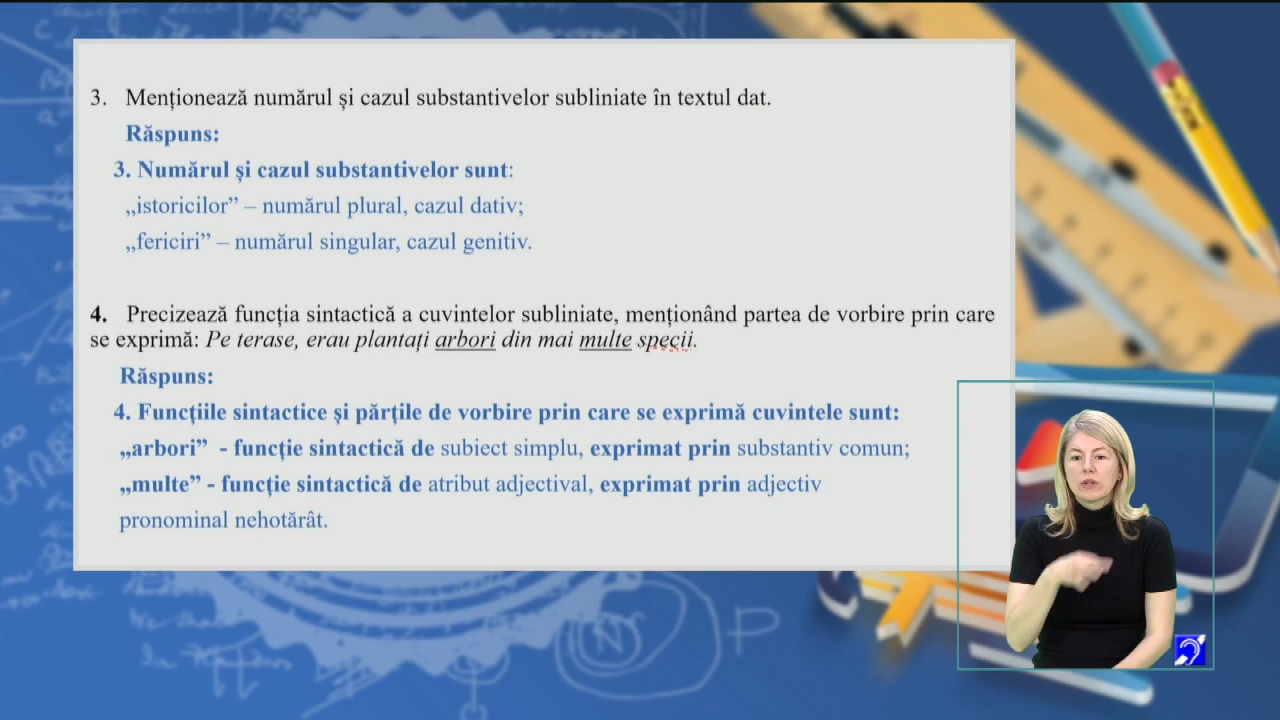 3. Menționează numărul și cazul substantivelor subliniate în textul dat.
Răspuns:
3. Numărul și cazul substantivelor sunt:
„istoricilor” – numărul plural, cazul dativ;
„fericiri” – numărul singular, cazul genitiv.
4. Precizează funcția sintactică a cuvintelor subliniate, menționând partea de vorbire prin care
se exprimă: Pe terase, erau plantați arbori din mai multe specii.
Răspuns:
4. Funcțiile sintactice și părțile de vorbire prin care se exprimă cuvintele sunt:
„arbori” - funcție sintactică de subiect simplu, exprimat prin substantiv comun;
„multe” - funcție sintactică de atribut adjectival, exprimat prin adjectiv
pronominal nehotărât.
N
P